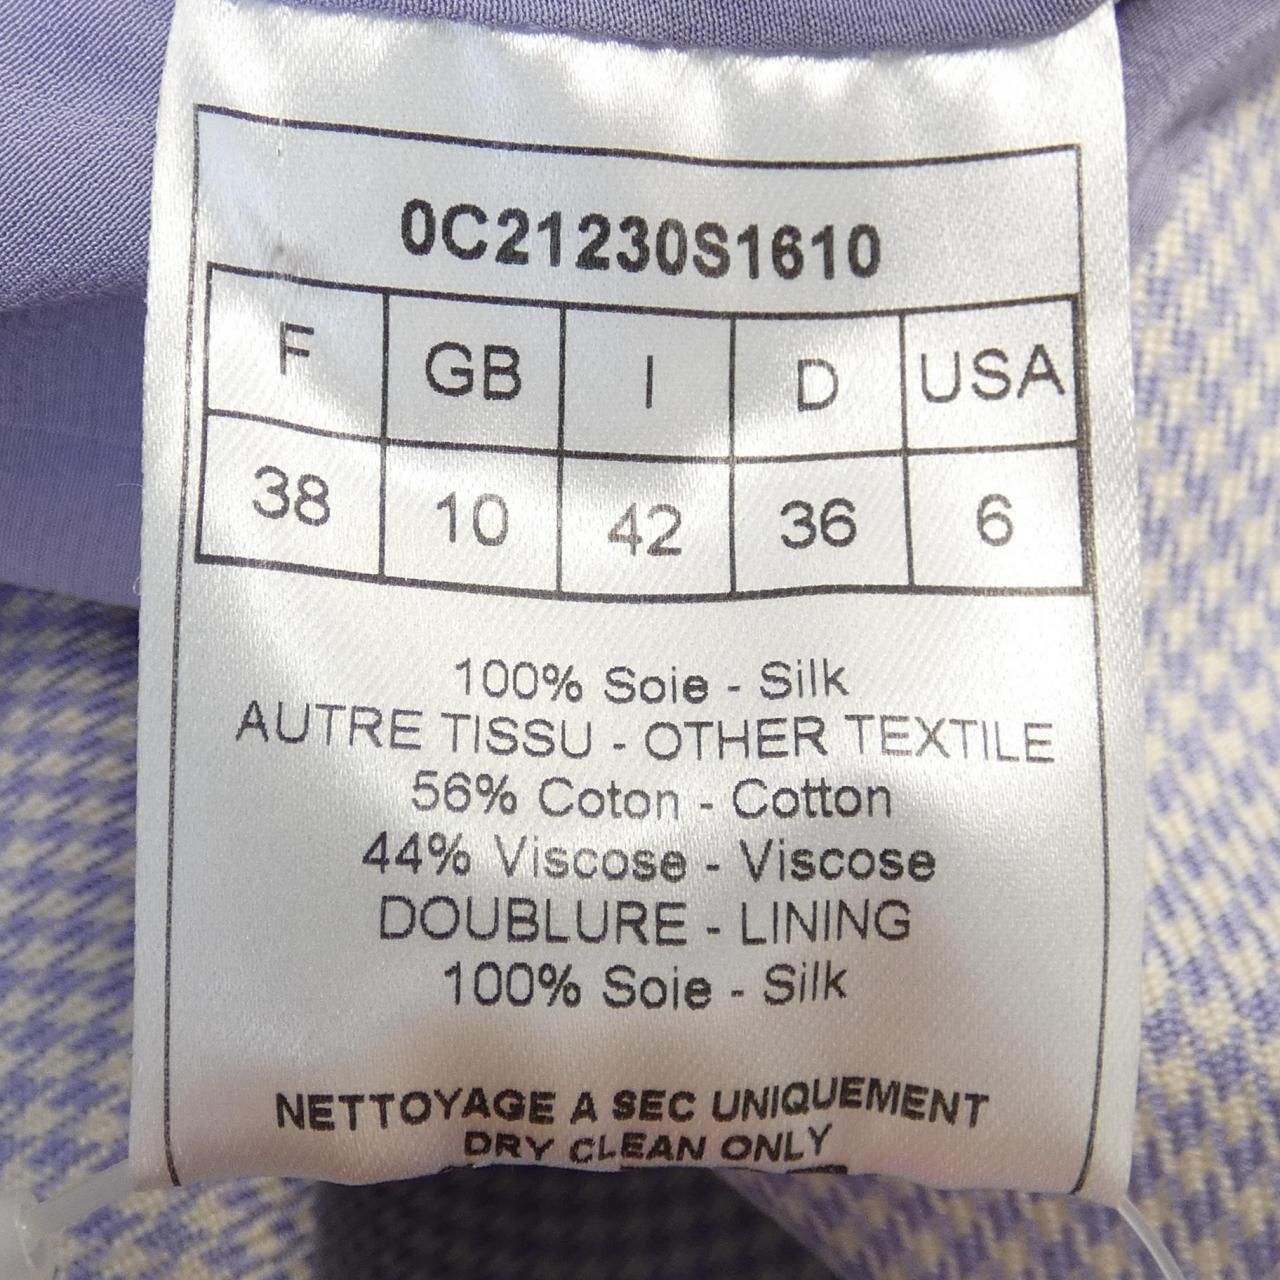 0C21230S1610
F GB I D USA
38 10 42 36 6
100% Soie - Silk
AUTRE TISSU - OTHER TEXTILE
56% Coton - Cotton
44% Viscose - Viscose
DOUBLURE - LINING
100% Soie - Silk
NETTOYAGE A SEC UNIQUEMENT
DRY CLEAN ONLY